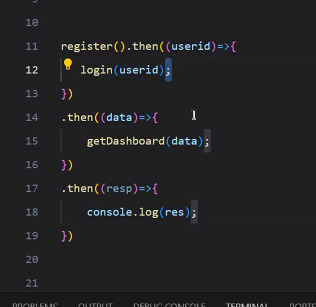 10
11 register().then((userid)=>{
12 login(userid);
13 })
14 .then((data)=>{
15 getDashboard(data);
16 })
17 .then((resp)=>{
18 console.log(res);
19 })
20
21
PROBLEMS OUTPUT DEBUG CONSOLE TERMINAL PORTS